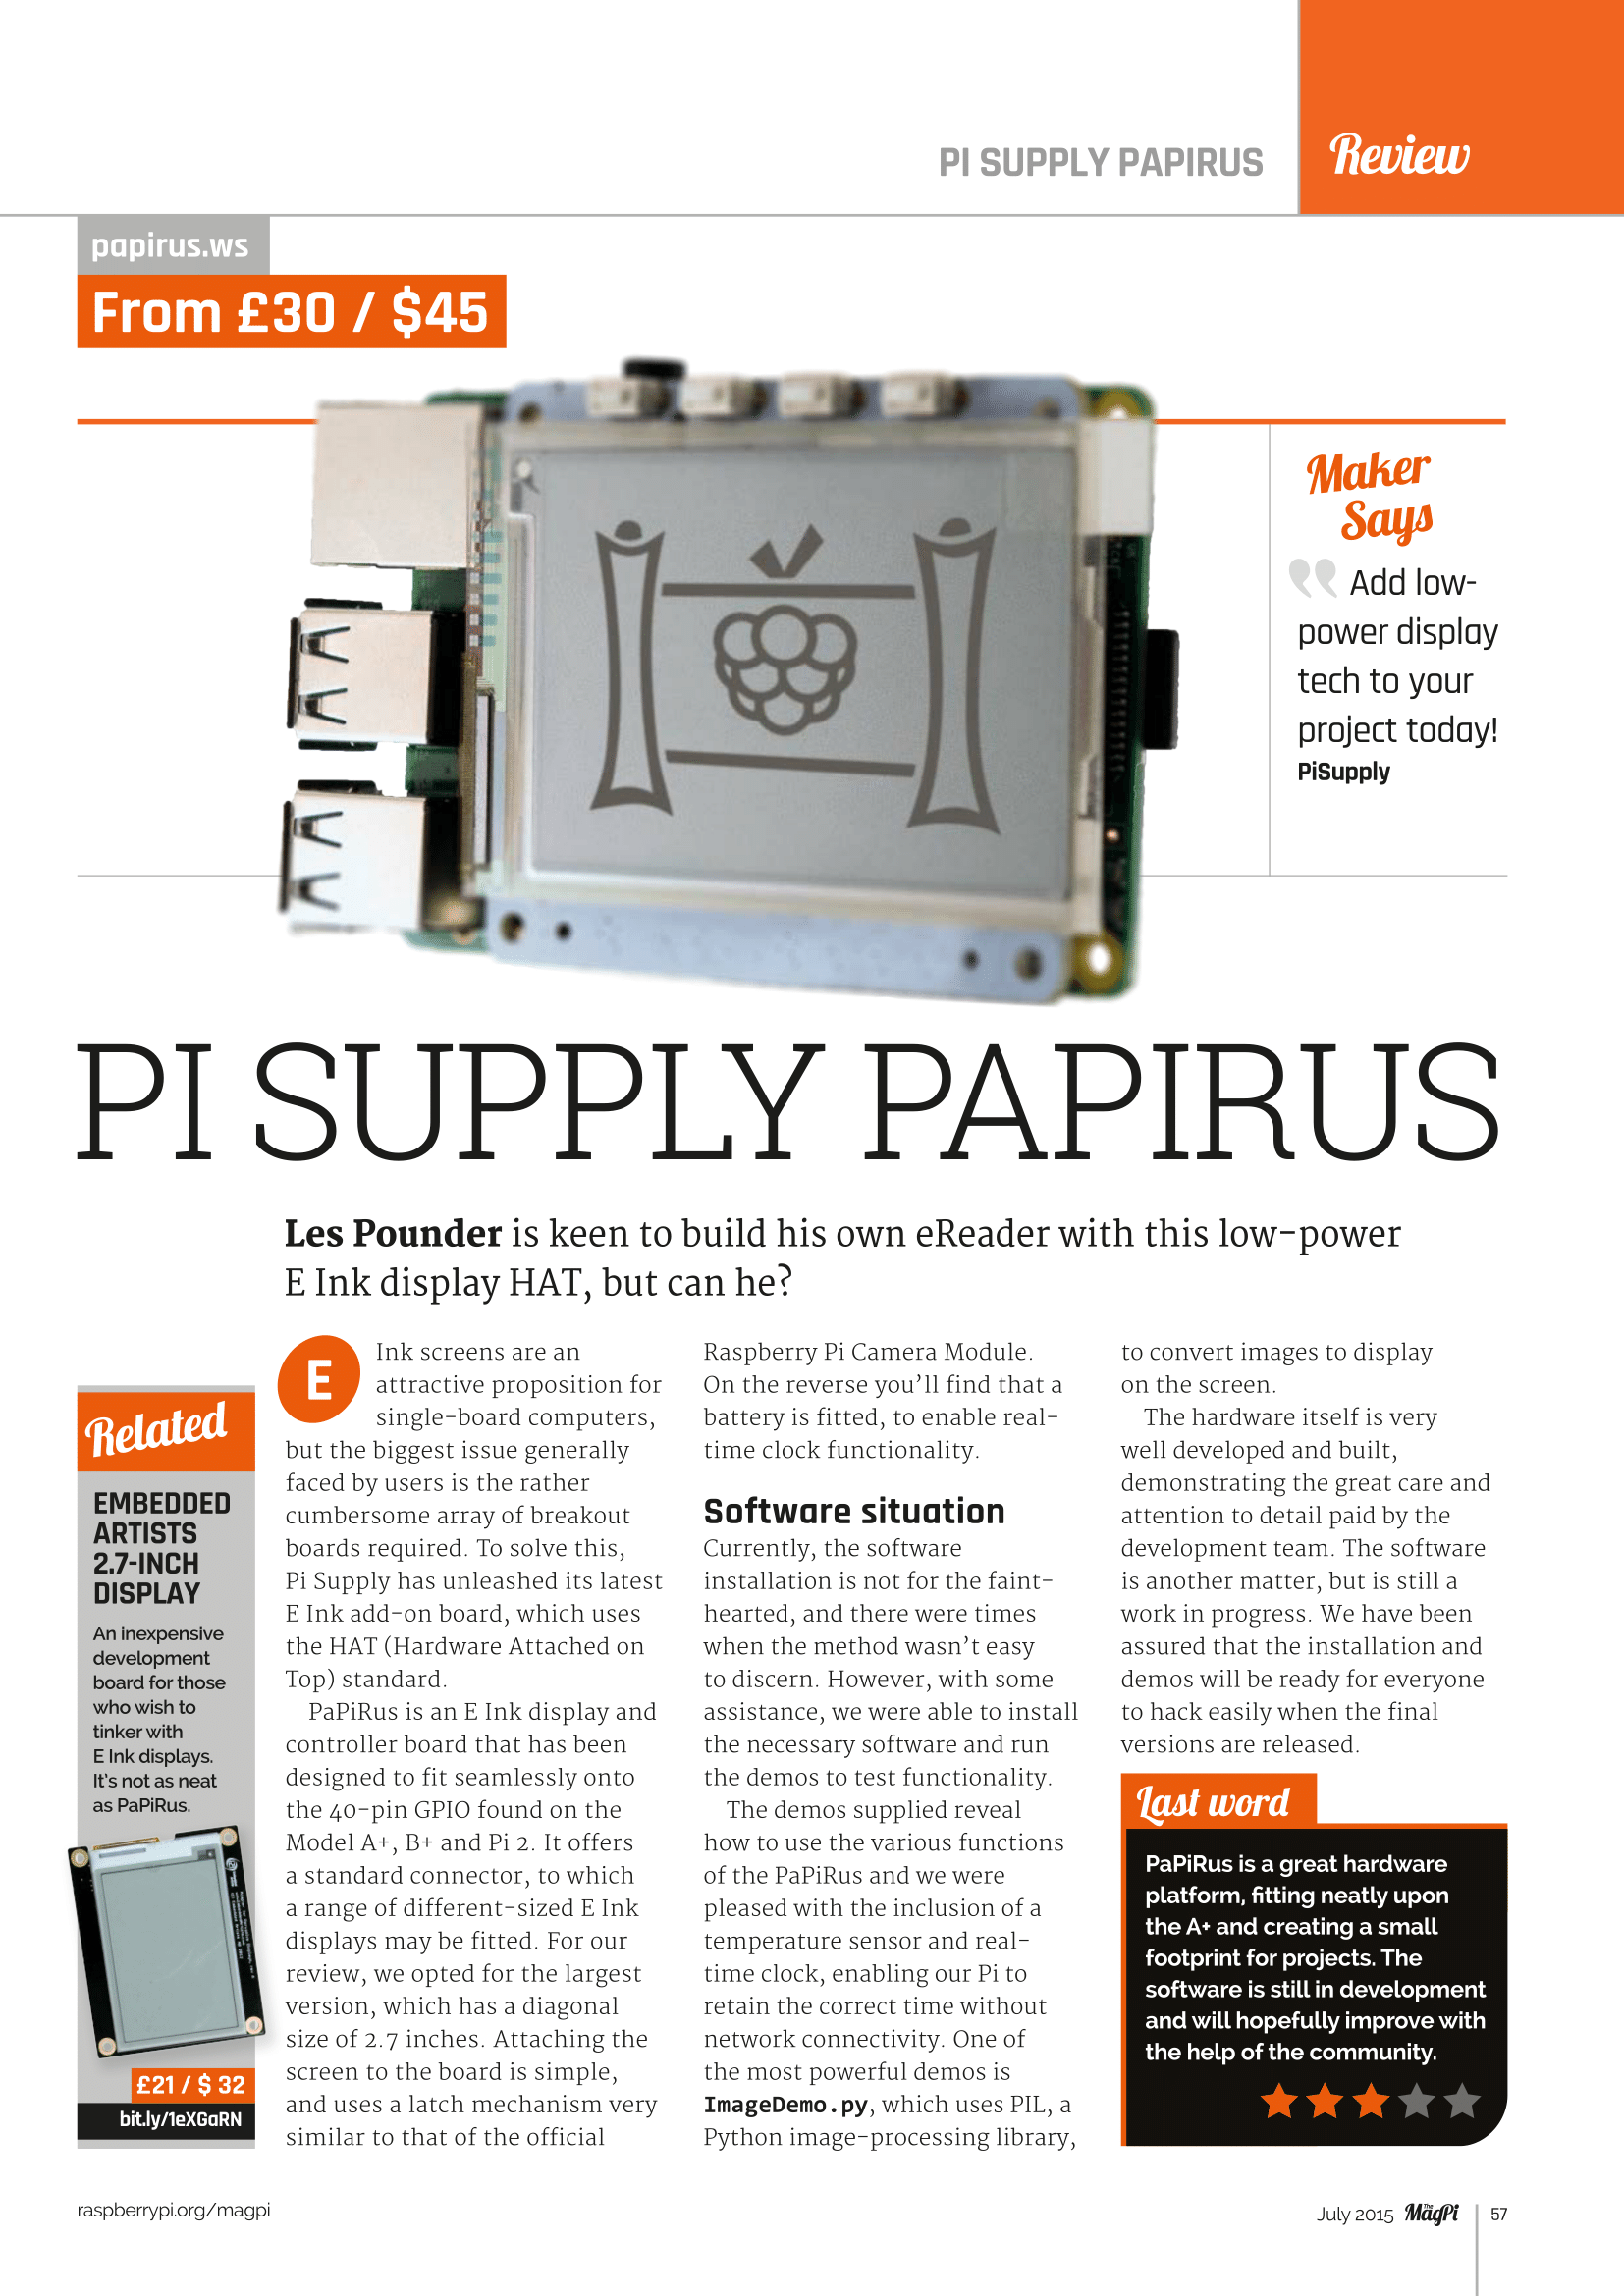 PI SUPPLY PAPIRUS
Review
papirus.ws
From £30 / $45
Maker
Says
Add low-
power display
tech to your
project today!
PiSupply
PI SUPPLY PAPIRUS
Les Pounder is keen to build his own eReader with this low-power
E Ink display HAT, but can he?
E Ink screens are an
attractive proposition for
single-board computers,
but the biggest issue generally
faced by users is the rather
cumbersome array of breakout
boards required. To solve this,
Pi Supply has unleashed its latest
E Ink add-on board, which uses
the HAT (Hardware Attached on
Top) standard.
PaPiRus is an E Ink display and
controller board that has been
designed to fit seamlessly onto
the 40-pin GPIO found on the
Model A+, B+ and Pi 2. It offers
a standard connector, to which
a range of different-sized E Ink
displays may be fitted. For our
review, we opted for the largest
version, which has a diagonal
size of 2.7 inches. Attaching the
screen to the board is simple,
and uses a latch mechanism very
similar to that of the official
Raspberry Pi Camera Module.
On the reverse you'll find that a
battery is fitted, to enable real-
time clock functionality.
Software situation
Currently, the software
installation is not for the faint-
hearted, and there were times
when the method wasn't easy
to discern. However, with some
assistance, we were able to install
the necessary software and run
the demos to test functionality.
The demos supplied reveal
how to use the various functions
of the PaPiRus and we were
pleased with the inclusion of a
temperature sensor and real-
time clock, enabling our Pi to
retain the correct time without
network connectivity. One of
the most powerful demos is
ImageDemo.py, which uses PIL, a
Python image-processing library,
to convert images to display
on the screen.
The hardware itself is very
well developed and built,
demonstrating the great care and
attention to detail paid by the
development team. The software
is another matter, but is still a
work in progress. We have been
assured that the installation and
demos will be ready for everyone
to hack easily when the final
versions are released.
Related
EMBEDDED
ARTISTS
2.7-INCH
DISPLAY
An inexpensive
development
board for those
who wish to
tinker with
E Ink displays.
It's not as neat
as PaPiRus.
£21 / $ 32
bit.ly/1eXGaRN
Last word
PaPiRus is a great hardware
platform, fitting neatly upon
the A+ and creating a small
footprint for projects. The
software is still in development
and will hopefully improve with
the help of the community.
raspberrypi.org/magpi
July 2015 The MagPi 57